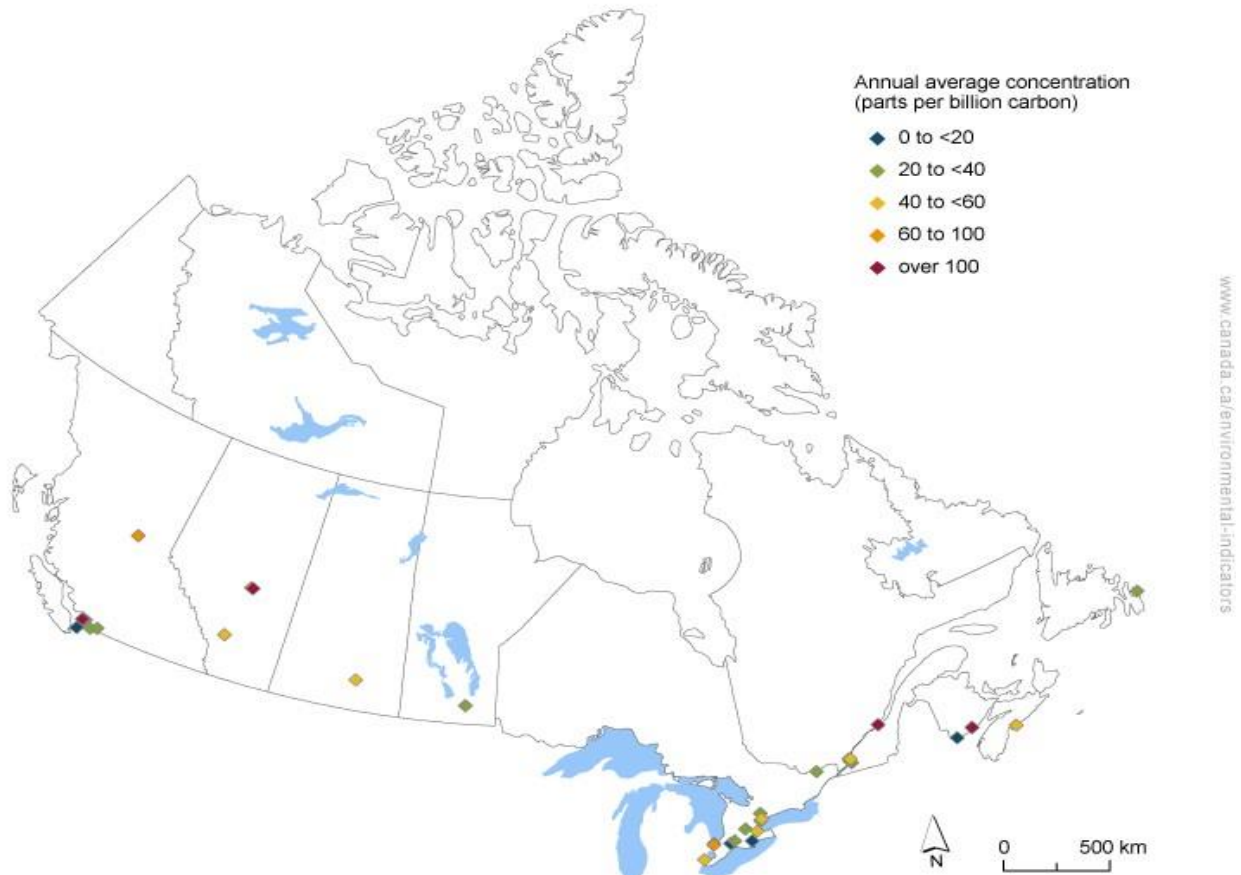 Annual average concentration
(parts per billion carbon)
0 to <20
20 to <40
40 to <60
60 to 100
over 100
www.canada.ca/environmental-indicators
N
0 500 km